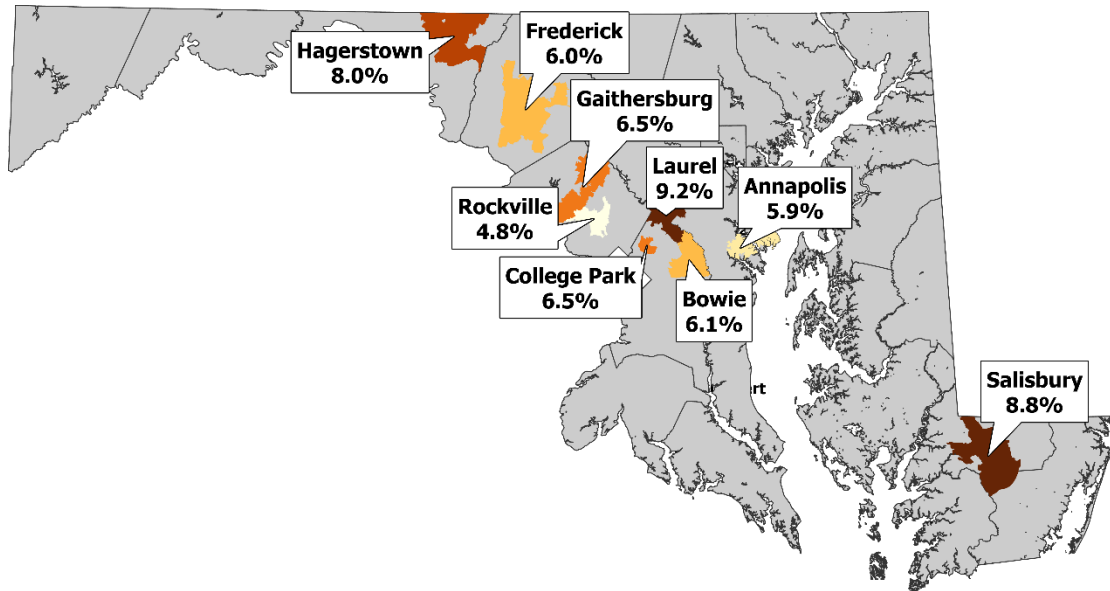 Hagerstown
8.0%
Frederick
6.0%
Gaithersburg
6.5%
Laurel
9.2%
Annapolis
5.9%
Rockville
4.8%
College Park
6.5%
Bowie
6.1%
Salisbury
8.8%